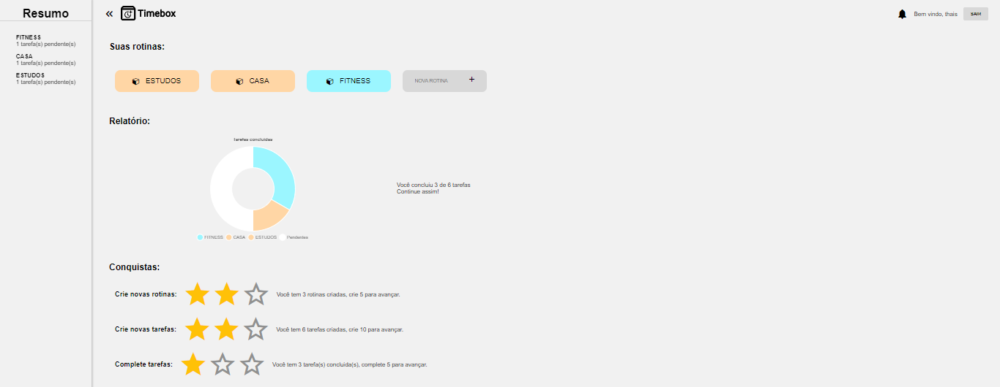 Resumo
FITNESS
1 tarefa(s) pendente(s)
CASA
1 tarefa(s) pendente(s)
ESTUDOS
1 tarefa(s) pendente(s)
Timebox
Bem vindo, thais
SAIR
Suas rotinas:
ESTUDOS
CASA
FITNESS
NOVA ROTINA +
Relatório:
Tarefas concluídas
FITNESS CASA ESTUDOS Pendentes
Você concluiu 3 de 6 tarefas
Continue assim!
Conquistas:
Crie novas rotinas:
Você tem 3 rotinas criadas, crie 5 para avançar.
Crie novas tarefas:
Você tem 6 tarefas criadas, crie 10 para avançar.
Complete tarefas:
Você tem 3 tarefa(s) concluida(s), complete 5 para avançar.